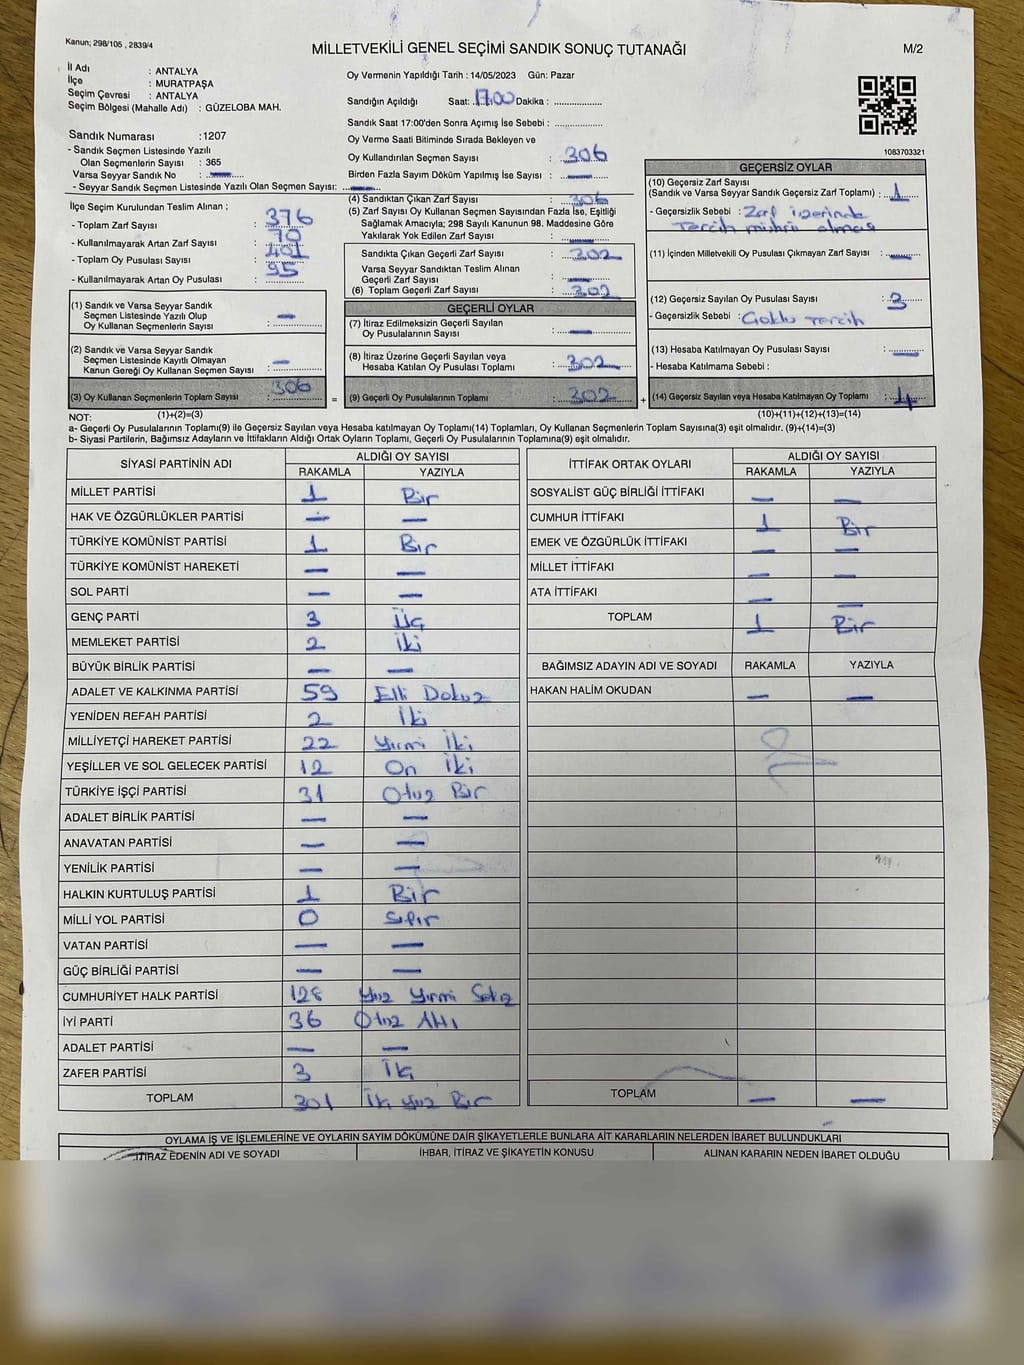 Kanun; 298/105 , 2839/4
MİLLETVEKİLİ GENEL SEÇİMİ SANDIK SONUÇ TUTANAĞI
M/2
İl Adı : ANTALYA
İlçe : MURATPAŞA
Seçim Çevresi : ANTALYA
Seçim Bölgesi (Mahalle Adı) : GÜZELOBA MAH.
Sandık Numarası :1207
- Sandık Seçmen Listesinde Yazılı
Olan Seçmenlerin Sayısı : 365
Varsa Seyyar Sandık No : —
- Seyyar Sandık Seçmen Listesinde Yazılı Olan Seçmen Sayısı: —
İlçe Seçim Kurulundan Teslim Alınan ;
- Toplam Zarf Sayısı : 376
- Kullanılmayarak Artan Zarf Sayısı : 70
- Toplam Oy Pusulası Sayısı : 401
- Kullanılmayarak Artan Oy Pusulası : 95
(1) Sandık ve Varsa Seyyar Sandık
Seçmen Listesinde Yazılı Olup
Oy Kullanan Seçmenlerin Sayısı : —
(2) Sandık ve Varsa Seyyar Sandık
Seçmen Listesinde Kayıtlı Olmayan
Kanun Gereği Oy Kullanan Seçmen Sayısı : —
(3) Oy Kullanan Seçmenlerin Toplam Sayısı : 306
Oy Vermenin Yapıldığı Tarih : 14/05/2023 Gün: Pazar
Sandığın Açıldığı Saat: 17.00 Dakika : ....................
Sandık Saat 17:00'den Sonra Açımış İse Sebebi : ....................
Oy Verme Saati Bitiminde Sırada Bekleyen ve
Oy Kullandırılan Seçmen Sayısı : 306
Birden Fazla Sayım Döküm Yapılmış İse Sayısı : —
(4) Sandıktan Çıkan Zarf Sayısı : 306
(5) Zarf Sayısı Oy Kullanan Seçmen Sayısından Fazla İse, Eşitliği
Sağlamak Amacıyla; 298 Sayılı Kanunun 98. Maddesine Göre
Yakılarak Yok Edilen Zarf Sayısı : —
Sandıkta Çıkan Geçerli Zarf Sayısı : 302
Varsa Seyyar Sandıktan Teslim Alınan
Geçerli Zarf Sayısı : —
(6) Toplam Geçerli Zarf Sayısı : 302
GEÇERLİ OYLAR
(7) İtiraz Edilmeksizin Geçerli Sayılan
Oy Pusulalarının Sayısı : —
(8) İtiraz Üzerine Geçerli Sayılan veya
Hesaba Katılan Oy Pusulası Toplamı : 302
= (9) Geçerli Oy Pusulalarının Toplamı : 302 +
1083703321
GEÇERSİZ OYLAR
(10) Geçersiz Zarf Sayısı
(Sandık ve Varsa Seyyar Sandık Geçersiz Zarf Toplamı) : 1
- Geçersizlik Sebebi : Zarf üzerinde
Tercih mührü olması
(11) İçinden Milletvekili Oy Pusulası Çıkmayan Zarf Sayısı : —
(12) Geçersiz Sayılan Oy Pusulası Sayısı : 3
- Geçersizlik Sebebi : Çoklu Tercih
(13) Hesaba Katılmayan Oy Pusulası Sayısı : —
- Hesaba Katılmama Sebebi :
(14) Geçersiz Sayılan veya Hesaba Katılmayan Oy Toplamı : 4
NOT: (1)+(2)=(3) (10)+(11)+(12)+(13)=(14)
a- Geçerli Oy Pusulalarının Toplamı(9) ile Geçersiz Sayılan veya Hesaba katılmayan Oy Toplamı(14) Toplamları, Oy Kullanan Seçmenlerin Toplam Sayısına(3) eşit olmalıdır. (9)+(14)=(3)
b- Siyasi Partilerin, Bağımsız Adayların ve İttifakların Aldığı Ortak Oyların Toplamı, Geçerli Oy Pusulalarının Toplamına(9) eşit olmalıdır.
SİYASİ PARTİNİN ADI ALDIĞI OY SAYISI
RAKAMLA YAZIYLA
MİLLET PARTİSİ 1 Bir
HAK VE ÖZGÜRLÜKLER PARTİSİ — —
TÜRKİYE KOMÜNİST PARTİSİ 1 Bir
TÜRKİYE KOMÜNİST HAREKETİ — —
SOL PARTİ — —
GENÇ PARTİ 3 Üç
MEMLEKET PARTİSİ 2 İki
BÜYÜK BİRLİK PARTİSİ — —
ADALET VE KALKINMA PARTİSİ 59 Elli Dokuz
YENİDEN REFAH PARTİSİ 2 İki
MİLLİYETÇİ HAREKET PARTİSİ 22 Yirmi İki
YEŞİLLER VE SOL GELECEK PARTİSİ 12 On İki
TÜRKİYE İŞÇİ PARTİSİ 31 Otuz Bir
ADALET BİRLİK PARTİSİ — —
ANAVATAN PARTİSİ — —
YENİLİK PARTİSİ — —
HALKIN KURTULUŞ PARTİSİ 1 Bir
MİLLİ YOL PARTİSİ 0 Sıfır
VATAN PARTİSİ — —
GÜÇ BİRLİĞİ PARTİSİ — —
CUMHURİYET HALK PARTİSİ 128 Yüz Yirmi Sekiz
İYİ PARTİ 36 Otuz Altı
ADALET PARTİSİ — —
ZAFER PARTİSİ 3 İki
TOPLAM 301 İki Yüz Bir
İTTİFAK ORTAK OYLARI ALDIĞI OY SAYISI
RAKAMLA YAZIYLA
SOSYALİST GÜÇ BİRLİĞİ İTTİFAKI — —
CUMHUR İTTİFAKI 1 Bir
EMEK VE ÖZGÜRLÜK İTTİFAKI — —
MİLLET İTTİFAKI —
ATA İTTİFAKI — —
TOPLAM 1 Bir
BAĞIMSIZ ADAYIN ADI VE SOYADI RAKAMLA YAZIYLA
HAKAN HALİM OKUDAN — —
TOPLAM — —
OYLAMA İŞ VE İŞLEMLERİNE VE OYLARIN SAYIM DÖKÜMÜNE DAİR ŞİKAYETLERLE BUNLARA AİT KARARLARIN NELERDEN İBARET BULUNDUKLARI
İTİRAZ EDENİN ADI VE SOYADI İHBAR, İTİRAZ VE ŞİKAYETİN KONUSU ALINAN KARARIN NEDEN İBARET OLDUĞU